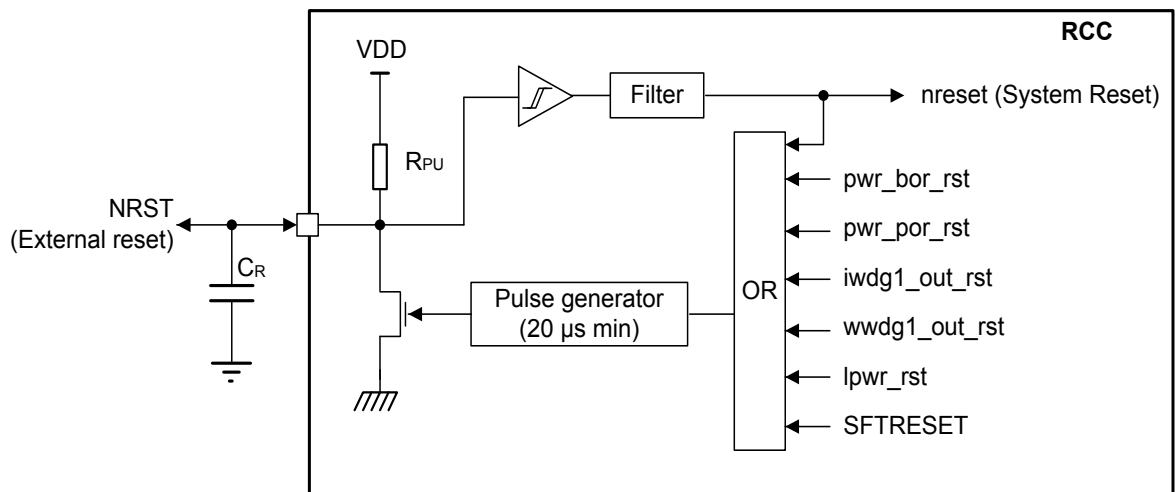 RCC
VDD
Filter
nreset (System Reset)
RPU
pwr_bor_rst
NRST
(External reset)
pwr_por_rst
CR
iwdg1_out_rst
OR
Pulse generator
(20 µs min)
wwdg1_out_rst
lpwr_rst
SFTRESET